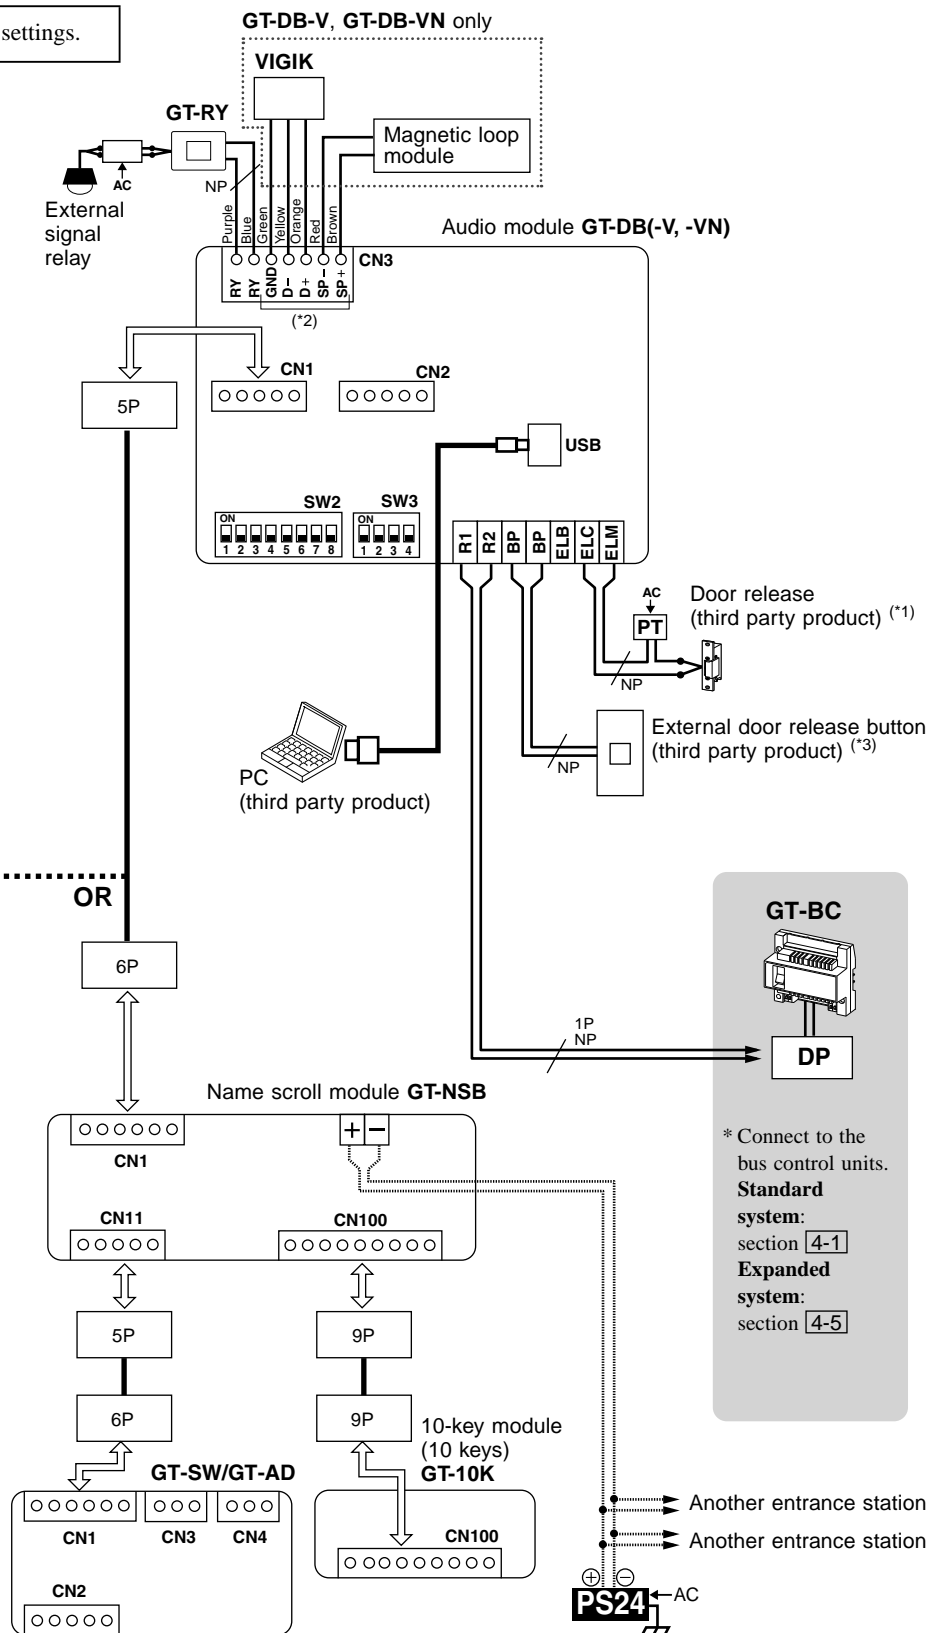 settings.
GT-DB-V, GT-DB-VN only
VIGIK
GT-RY
Magnetic loop
module
AC
NP
External
signal
relay
Purple
Blue
Green
Yellow
Orange
Red
Brown
Audio module GT-DB(-V, -VN)
CN3
RY
RY
GND
D−
D+
SP−
SP+
(*2)
CN1
CN2
5P
USB
SW2
SW3
ON
1 2 3 4 5 6 7 8
ON
1 2 3 4
R1
R2
BP
BP
ELB
ELC
ELM
AC
PT
Door release
(third party product) (*1)
NP
External door release button
(third party product) (*3)
NP
PC
(third party product)
OR
6P
GT-BC
DP
1P
NP
* Connect to the
bus control units.
Standard
system:
section 4-1
Expanded
system:
section 4-5
Name scroll module GT-NSB
CN1
+ −
CN11
CN100
5P
9P
6P
9P
10-key module
(10 keys)
GT-10K
GT-SW/GT-AD
CN1
CN3
CN4
CN2
CN100
Another entrance station
Another entrance station
+ −
PS24
AC